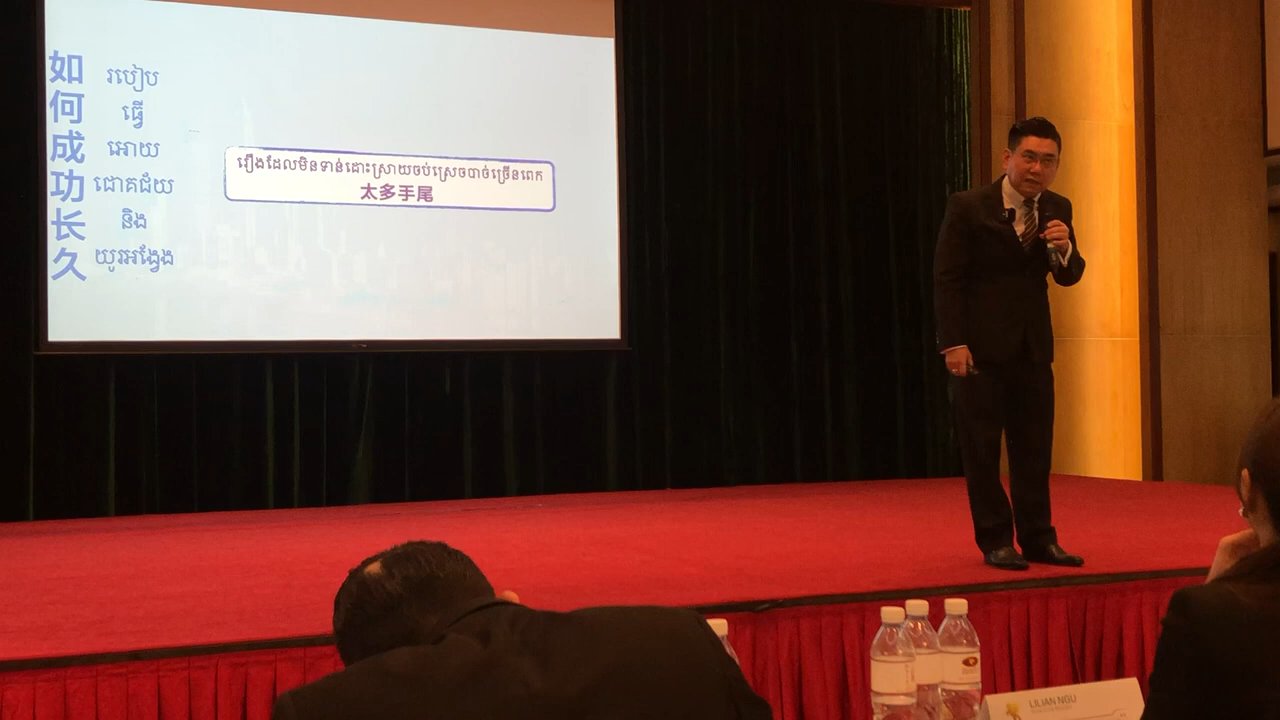 如何成功长久
របៀប
ធ្វើ
អោយ
ជោគជ័យ
និង
យូរអង្វែង
រឿងដែលមិនទាន់ដោះស្រាយចប់ស្រេចបាច់ច្រើនពេក
太多手尾
LILIAN NGU